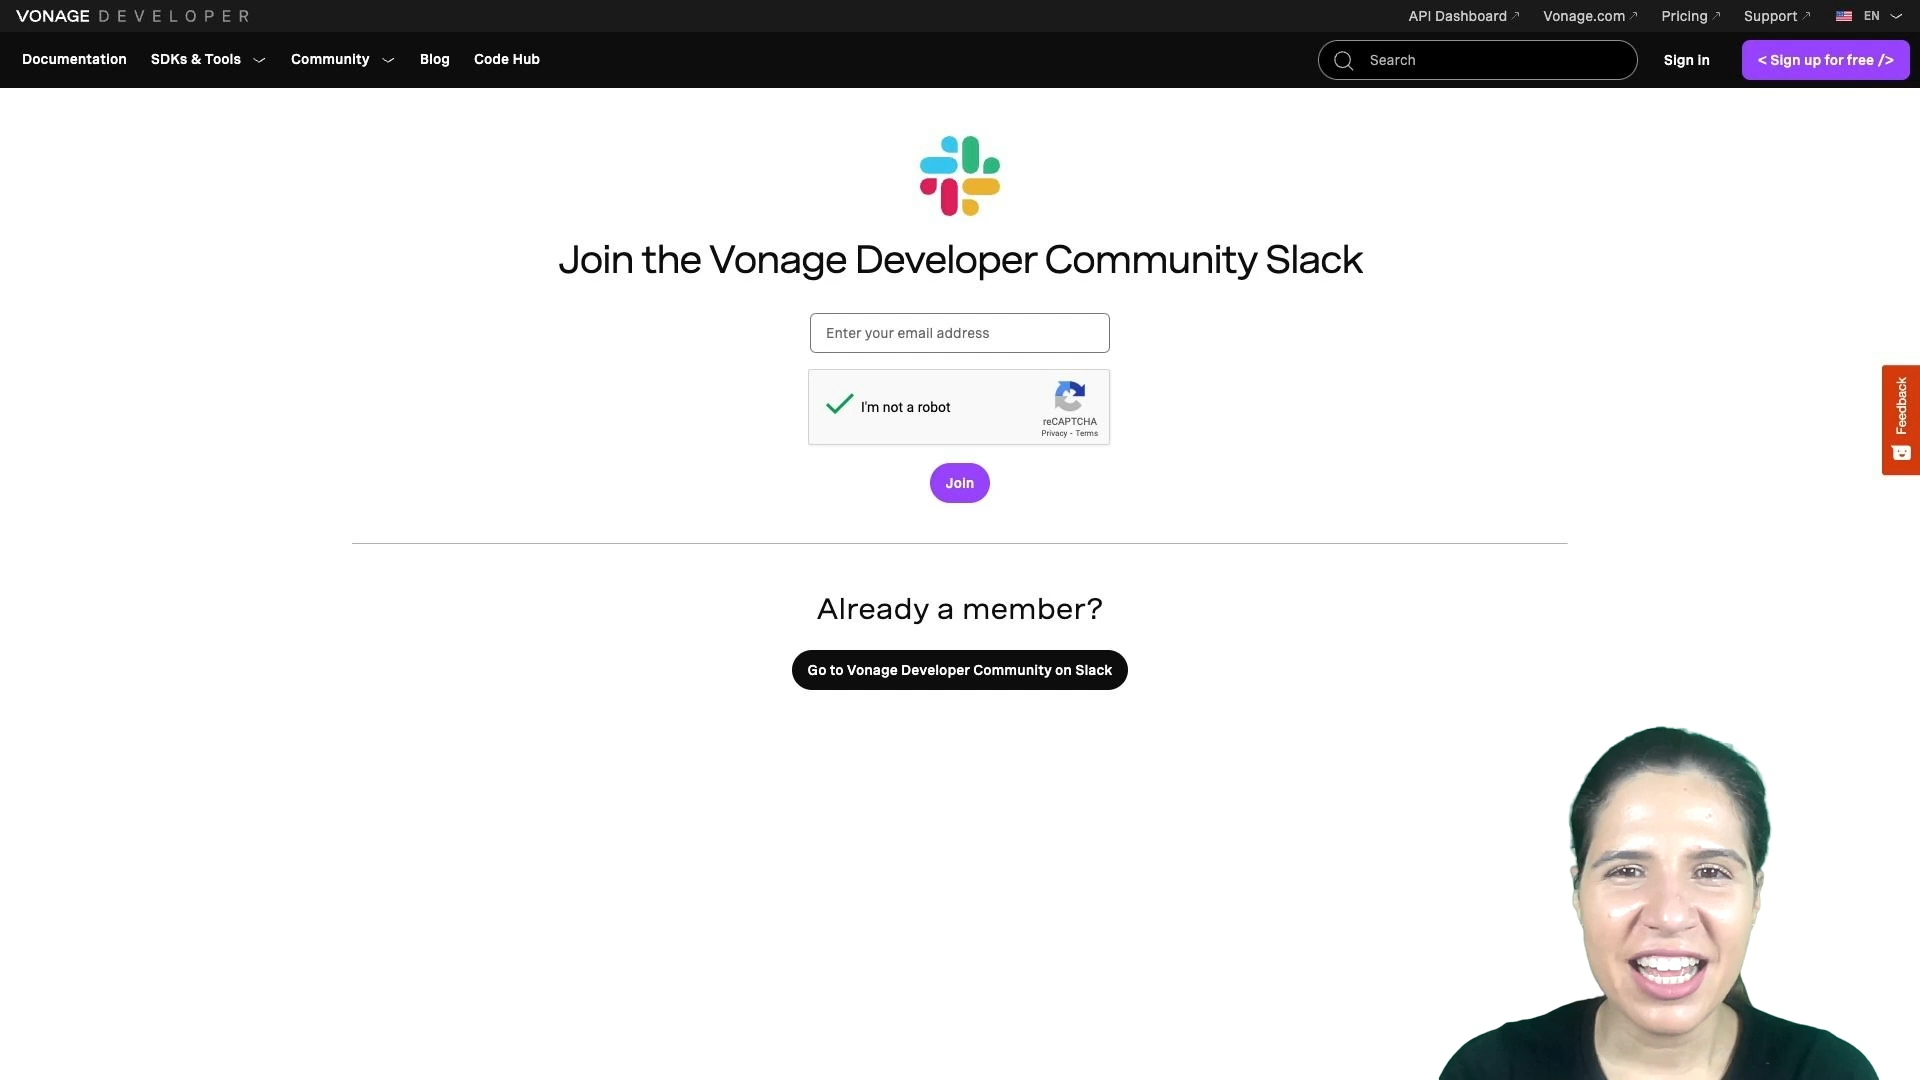 VONAGE DEVELOPER
API Dashboard
Vonage.com
Pricing
Support
EN
Documentation
SDKs & Tools
Community
Blog
Code Hub
Search
Sign in
< Sign up for free />
Join the Vonage Developer Community Slack
Enter your email address
I'm not a robot
reCAPTCHA
Privacy - Terms
Feedback
Join
Already a member?
Go to Vonage Developer Community on Slack